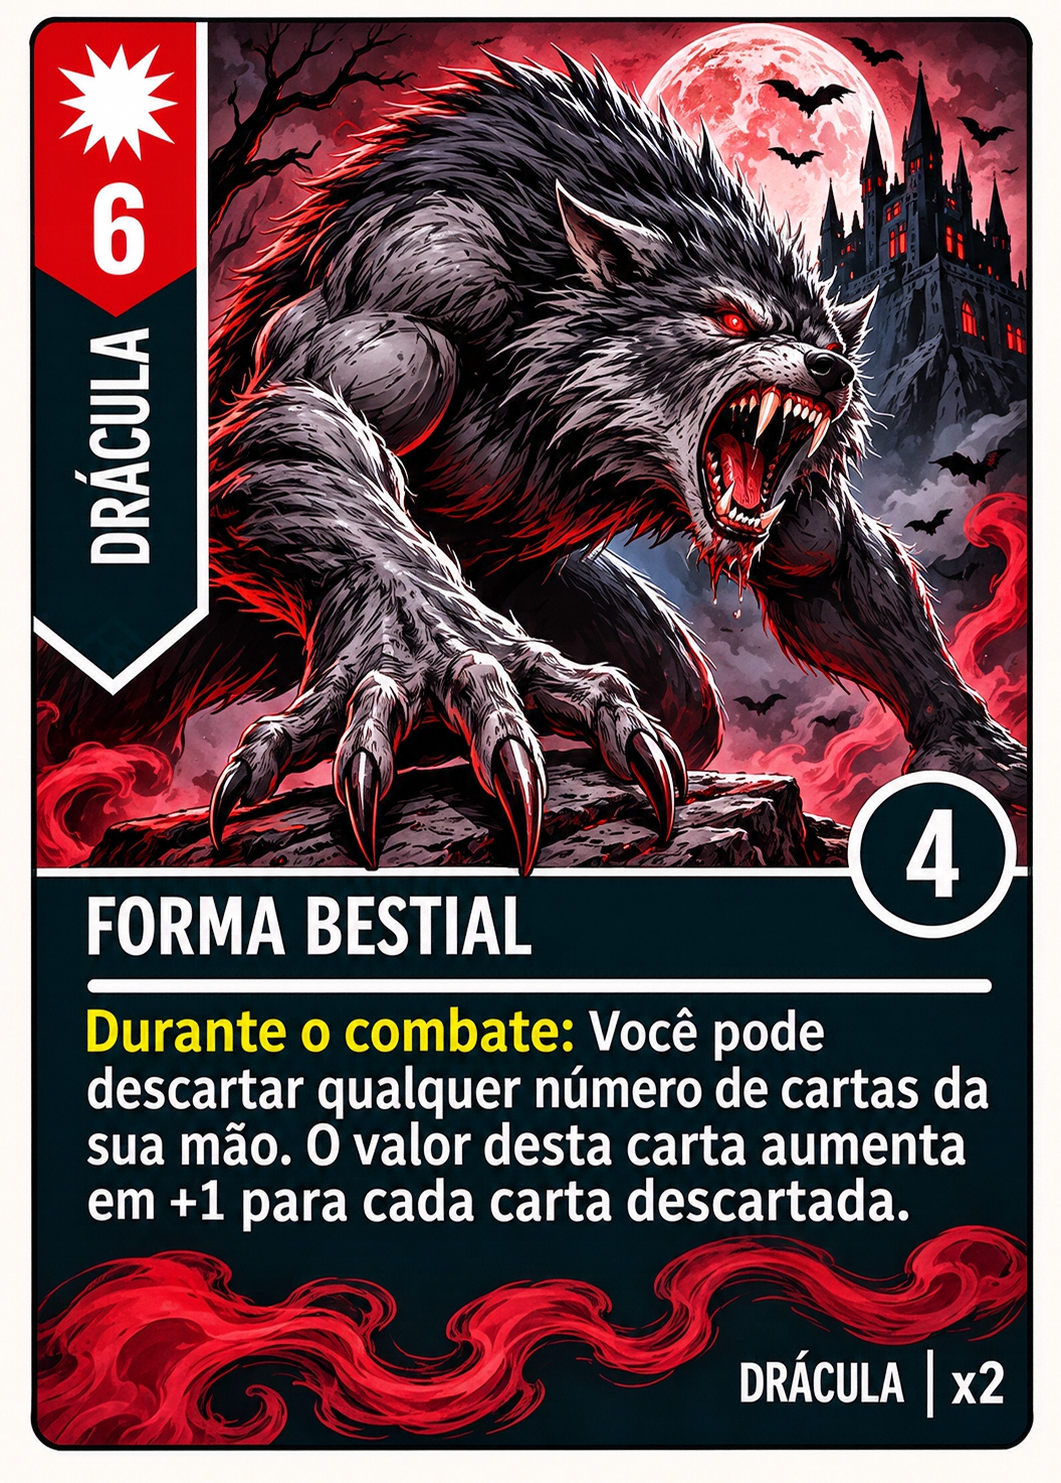 6
DRÁCULA
4
FORMA BESTIAL
Durante o combate: Você pode
descartar qualquer número de cartas da
sua mão. O valor desta carta aumenta
em +1 para cada carta descartada.
DRÁCULA | x2